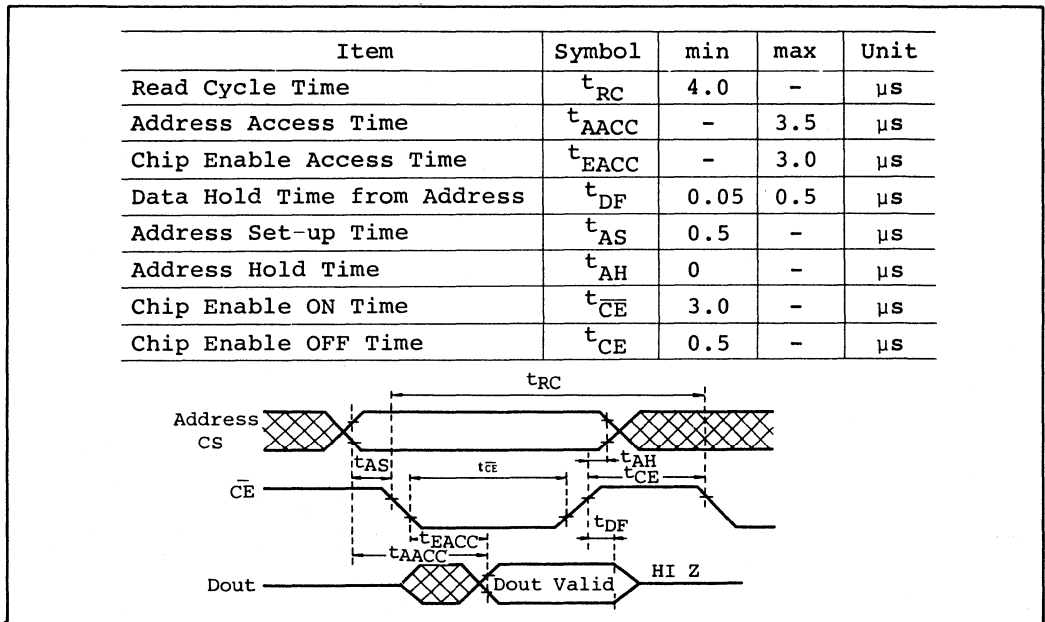 Item Symbol min max Unit
Read Cycle Time tRC 4.0 - μs
Address Access Time tAACC - 3.5 μs
Chip Enable Access Time tEACC - 3.0 μs
Data Hold Time from Address tDF 0.05 0.5 μs
Address Set-up Time tAS 0.5 - μs
Address Hold Time tAH 0 - μs
Chip Enable ON Time tC̅E̅ 3.0 - μs
Chip Enable OFF Time tCE 0.5 - μs
tRC
Address
CS
tAS
tC̅E̅
tAH
tCE
C̅E̅
tDF
tEACC
tAACC
Dout
Dout Valid
HI Z